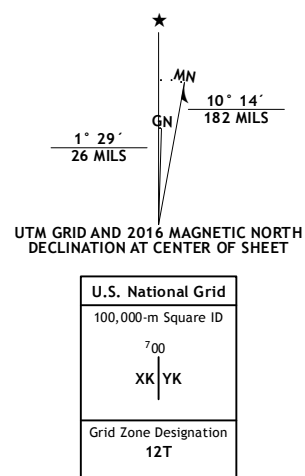 ★
MN
10° 14´
182 MILS
GN
1° 29´
26 MILS
UTM GRID AND 2016 MAGNETIC NORTH
DECLINATION AT CENTER OF SHEET
U.S. National Grid
100,000-m Square ID
⁷00
XK YK
Grid Zone Designation
12T